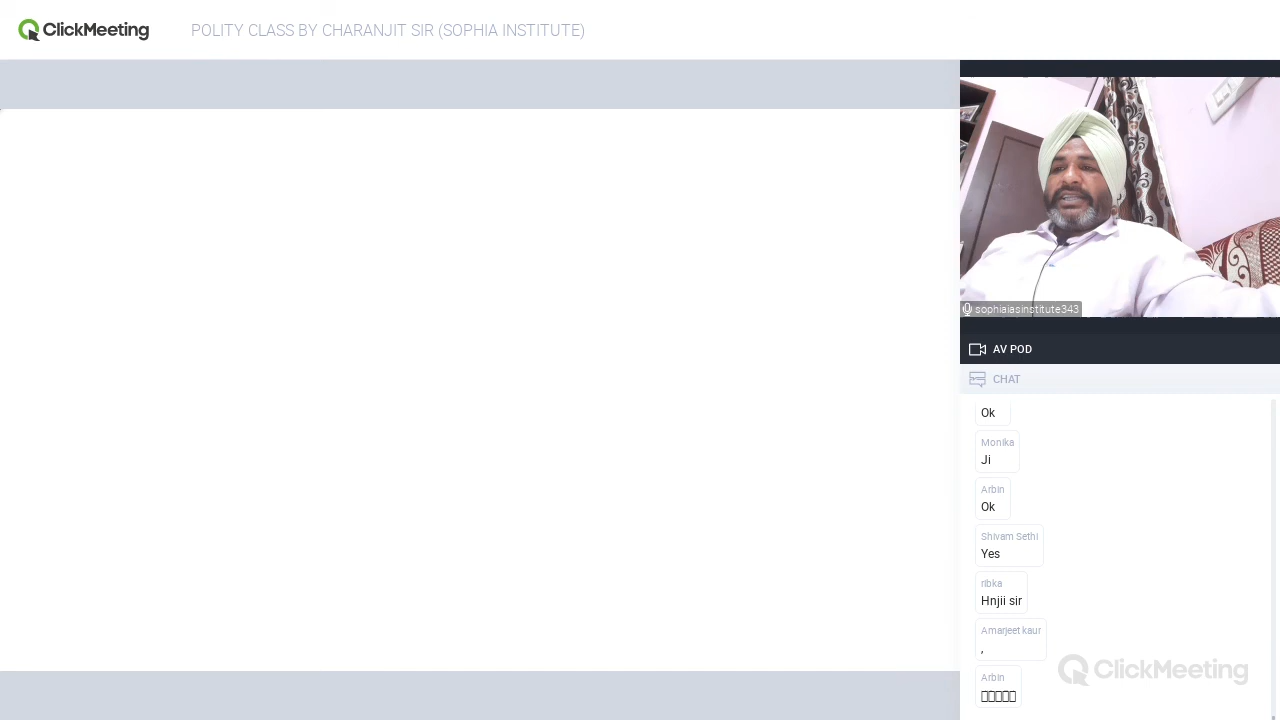 ClickMeeting
POLITY CLASS BY CHARANJIT SIR (SOPHIA INSTITUTE)
sophiaiasinstitute343
AV POD
CHAT
Ok
Monika
Ji
Arbin
Ok
Shivam Sethi
Yes
ribka
Hnjii sir
Amarjeet kaur
,
Arbin
ClickMeeting